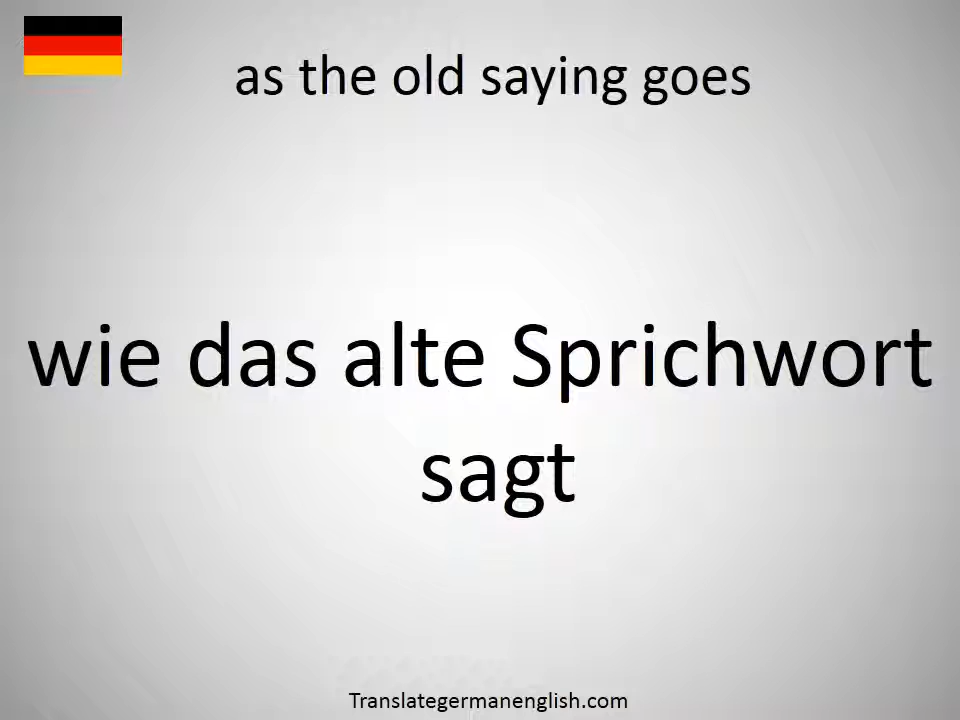 as the old saying goes
wie das alte Sprichwort
sagt
Translategermanenglish.com